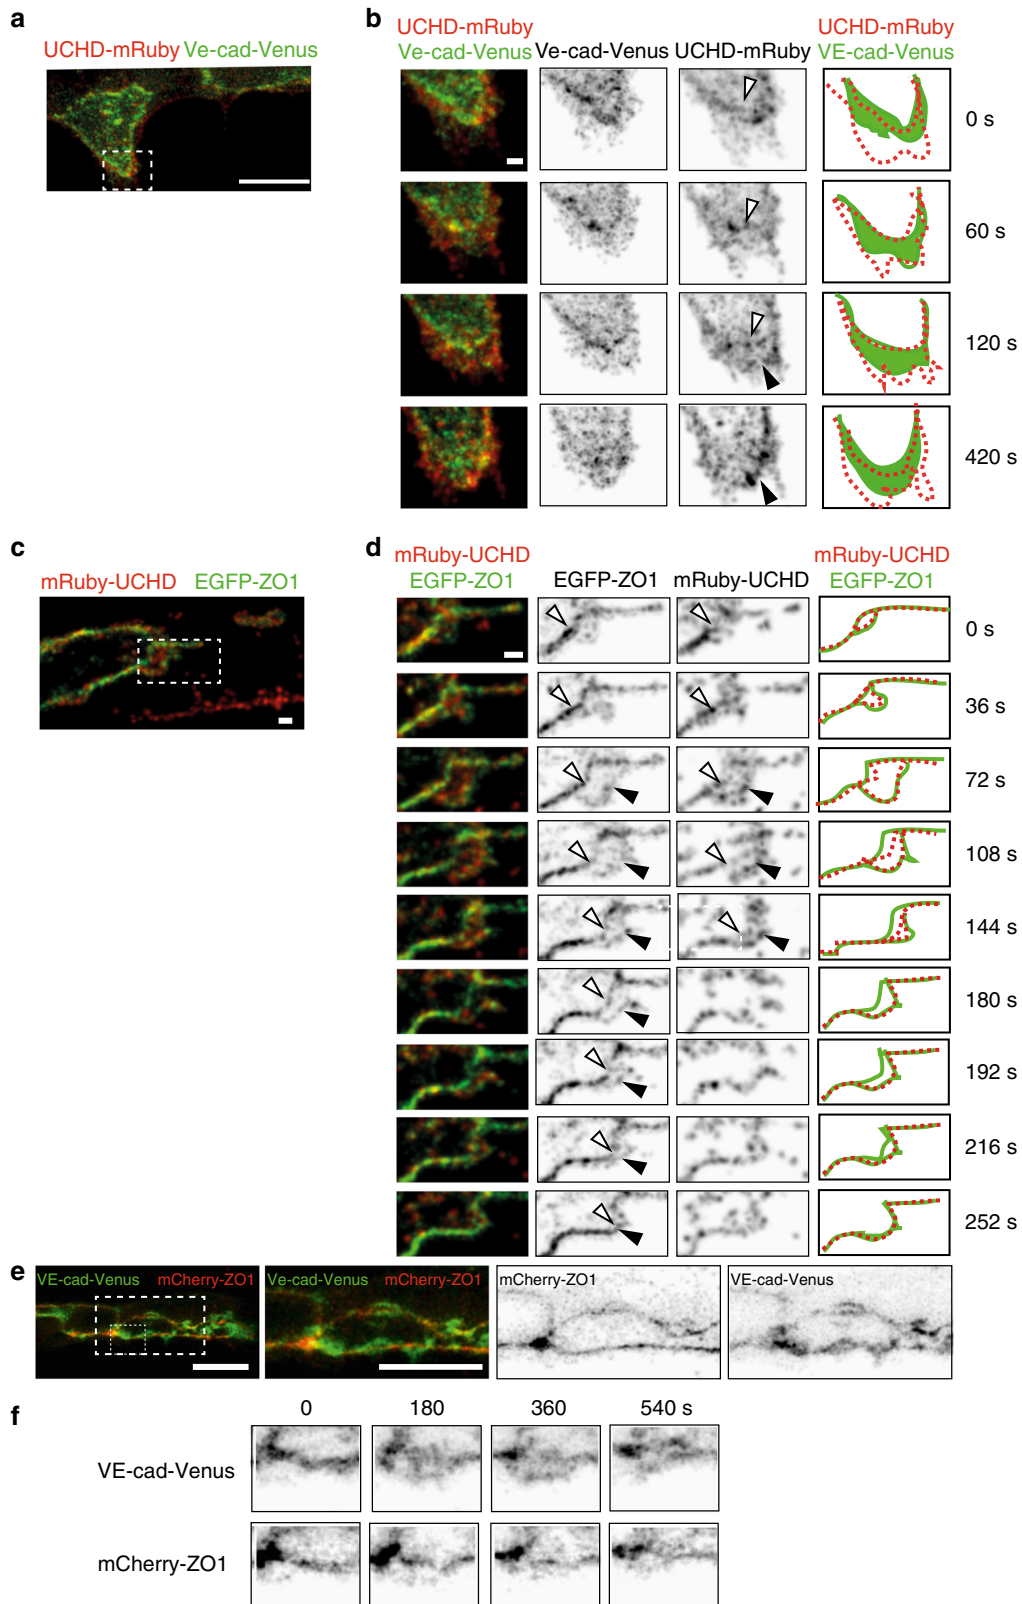 a
UCHD-mRuby Ve-cad-Venus
b
UCHD-mRuby
Ve-cad-Venus
Ve-cad-Venus
UCHD-mRuby
UCHD-mRuby
VE-cad-Venus
0 s
60 s
120 s
420 s
c
mRuby-UCHD EGFP-ZO1
d
mRuby-UCHD
EGFP-ZO1
EGFP-ZO1
mRuby-UCHD
mRuby-UCHD
EGFP-ZO1
0 s
36 s
72 s
108 s
144 s
180 s
192 s
216 s
252 s
e
VE-cad-Venus mCherry-ZO1
Ve-cad-Venus mCherry-ZO1
mCherry-ZO1
VE-cad-Venus
f
0 180 360 540 s
VE-cad-Venus
mCherry-ZO1